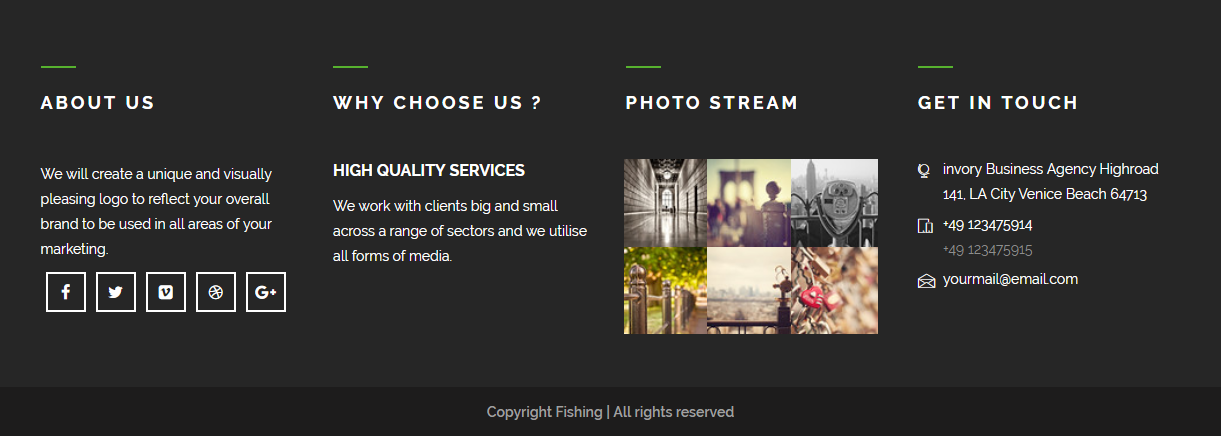 ABOUT US
We will create a unique and visually
pleasing logo to reflect your overall
brand to be used in all areas of your
marketing.
G+
WHY CHOOSE US ?
HIGH QUALITY SERVICES
We work with clients big and small
across a range of sectors and we utilise
all forms of media.
PHOTO STREAM
GET IN TOUCH
invory Business Agency Highroad
141, LA City Venice Beach 64713
+49 123475914
+49 123475915
yourmail@email.com
Copyright Fishing | All rights reserved